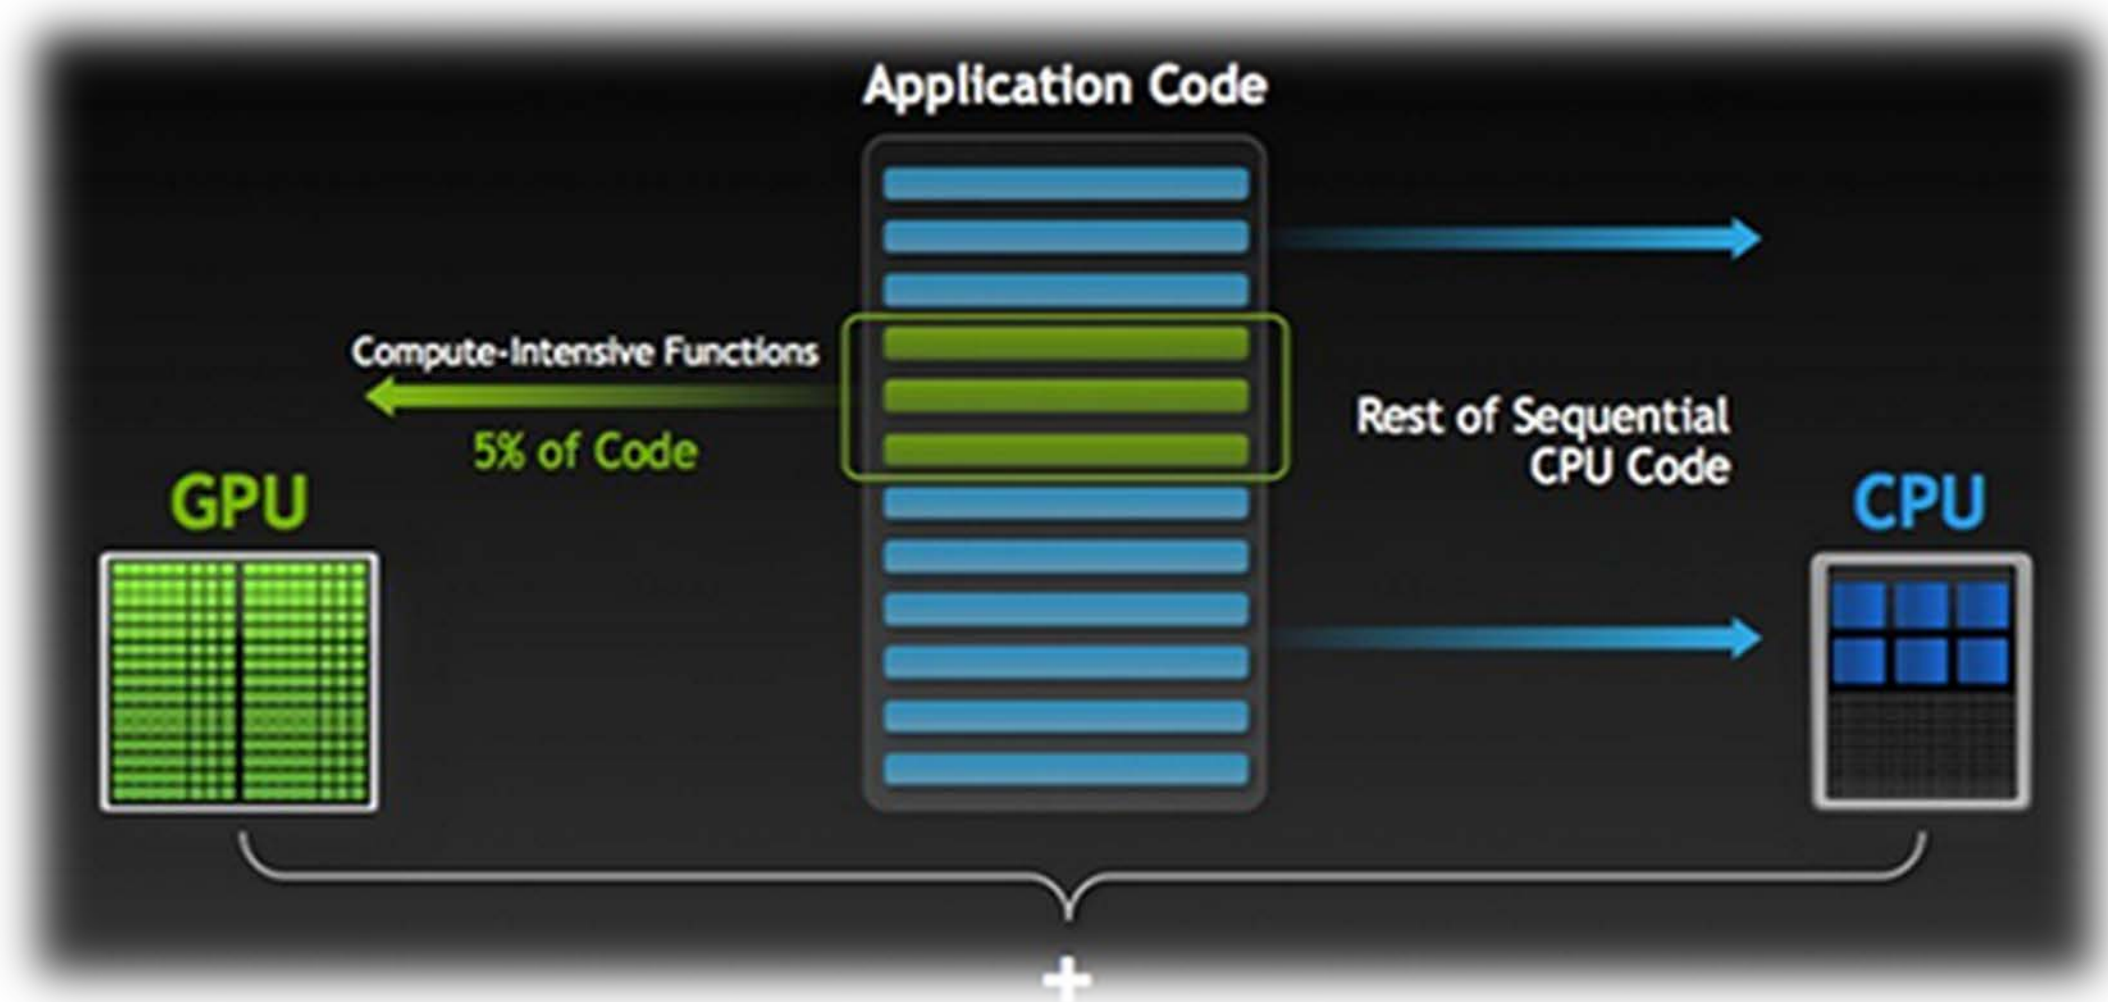 Application Code
Compute-Intensive Functions
5% of Code
GPU
Rest of Sequential
CPU Code
CPU
+